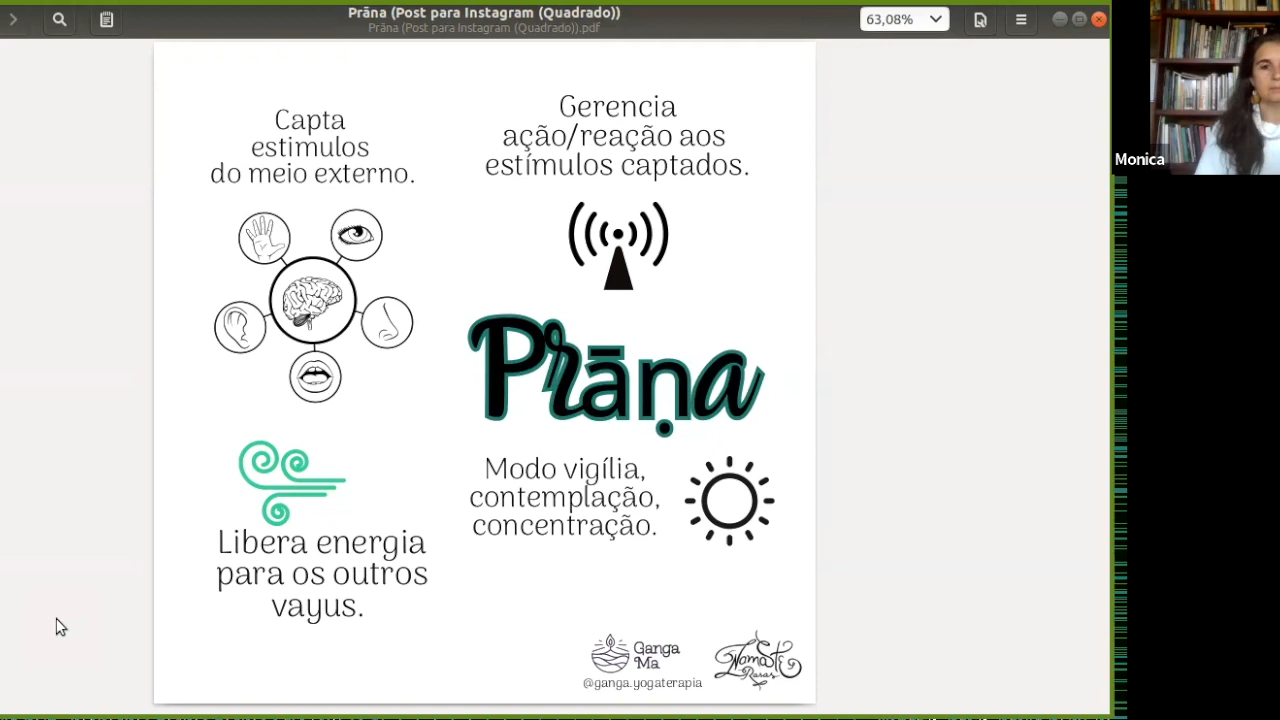 Prāna (Post para Instagram (Quadrado))
Prāna (Post para Instagram (Quadrado)).pdf
63,08%
Monica
Capta
estimulos
do meio externo.
Gerencia
ação/reação aos
estímulos captados.
Prāṇa
Modo vigília,
contemplação,
concentração.
Libera energia
para os outros
vayus.
Ganga
Ma
Namastê
Rasas
@ganga.yogaterapia